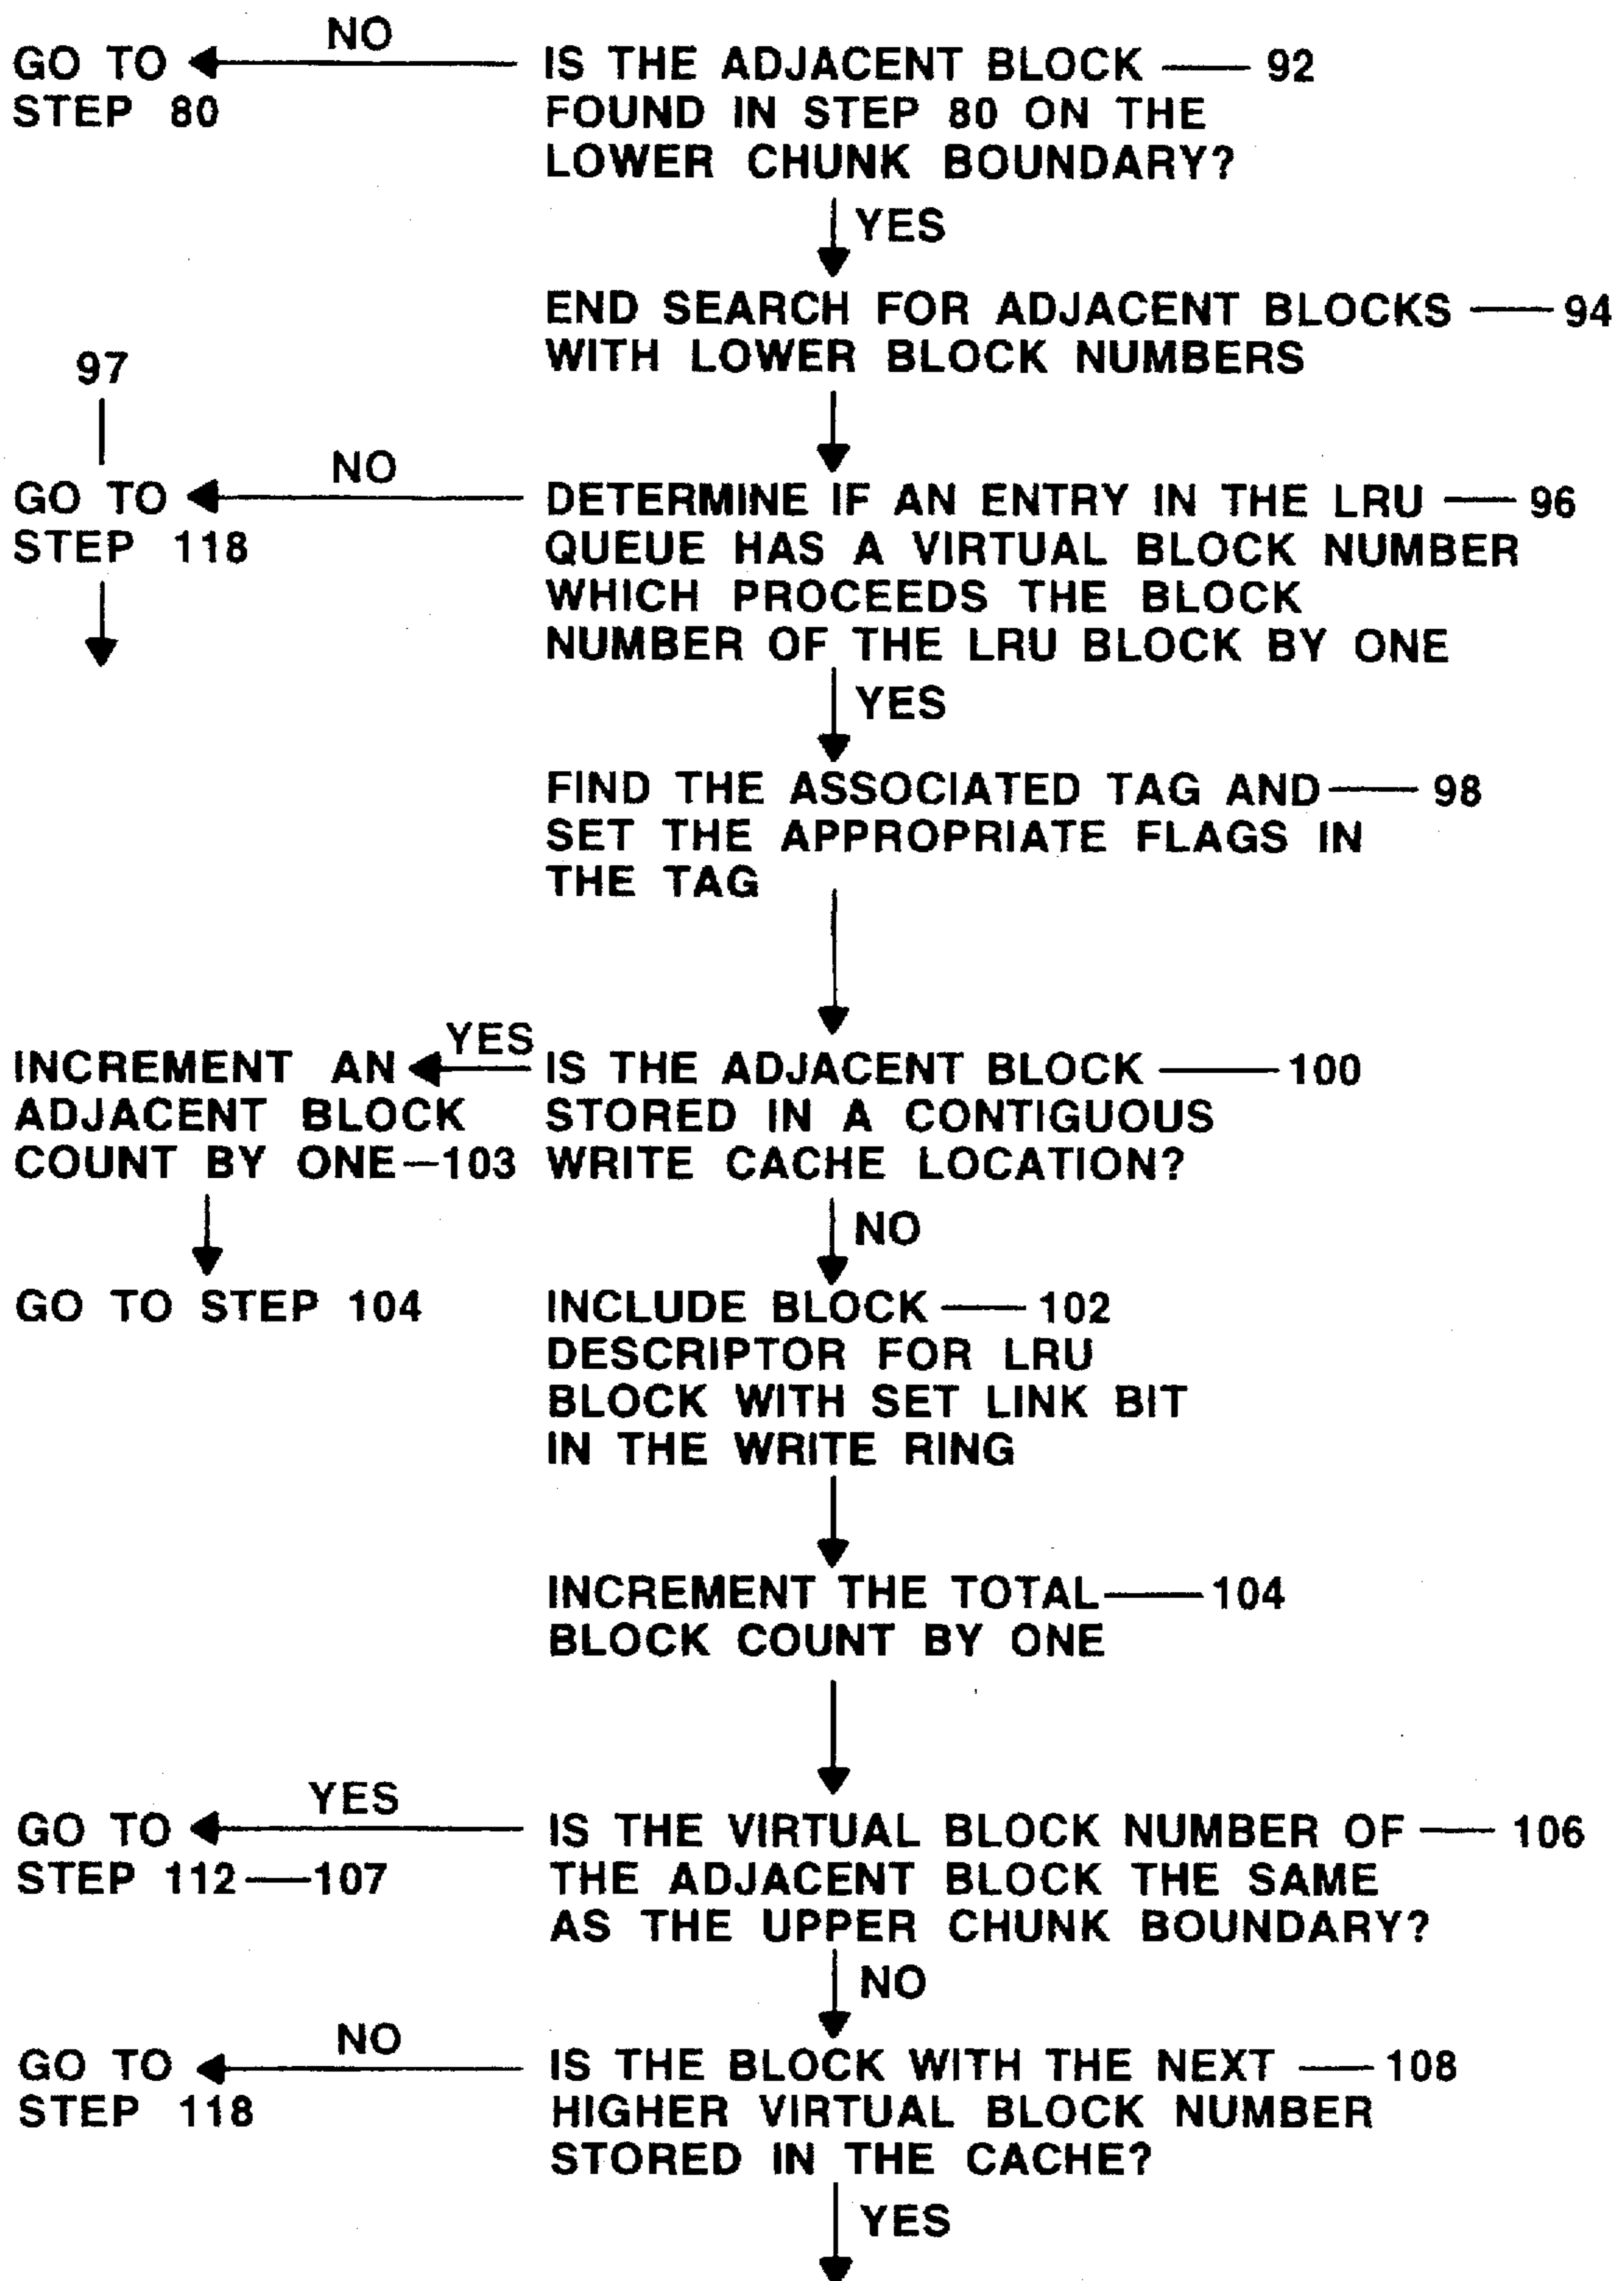 NO
GO TO
STEP 80
IS THE ADJACENT BLOCK 92
FOUND IN STEP 80 ON THE
LOWER CHUNK BOUNDARY?
YES
END SEARCH FOR ADJACENT BLOCKS 94
WITH LOWER BLOCK NUMBERS
97
NO
GO TO
STEP 118
DETERMINE IF AN ENTRY IN THE LRU 96
QUEUE HAS A VIRTUAL BLOCK NUMBER
WHICH PROCEEDS THE BLOCK
NUMBER OF THE LRU BLOCK BY ONE
YES
FIND THE ASSOCIATED TAG AND 98
SET THE APPROPRIATE FLAGS IN
THE TAG
YES
INCREMENT AN
ADJACENT BLOCK
COUNT BY ONE—103
GO TO STEP 104
IS THE ADJACENT BLOCK 100
STORED IN A CONTIGUOUS
WRITE CACHE LOCATION?
NO
INCLUDE BLOCK 102
DESCRIPTOR FOR LRU
BLOCK WITH SET LINK BIT
IN THE WRITE RING
INCREMENT THE TOTAL 104
BLOCK COUNT BY ONE
YES
GO TO
STEP 112—107
IS THE VIRTUAL BLOCK NUMBER OF 106
THE ADJACENT BLOCK THE SAME
AS THE UPPER CHUNK BOUNDARY?
NO
NO
GO TO
STEP 118
IS THE BLOCK WITH THE NEXT 108
HIGHER VIRTUAL BLOCK NUMBER
STORED IN THE CACHE?
YES